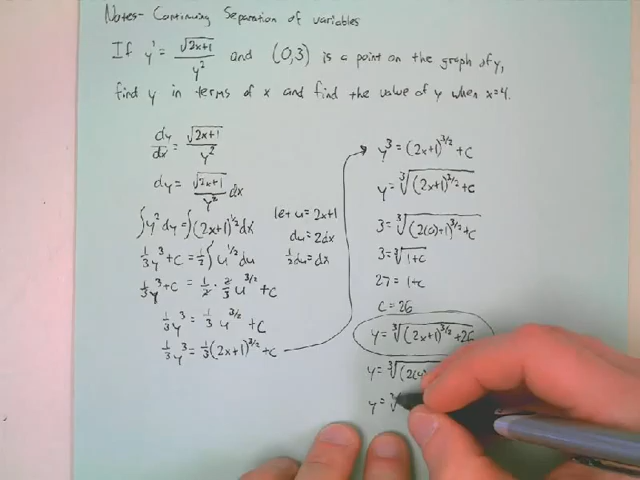 Notes- Continuing Separation of variables
If y' = √(2x+1)/y² and (0,3) is a point on the graph of y,
find y in terms of x and find the value of y when x=4.
dy/dx = √(2x+1)/y²
dy = √(2x+1)/y² dx
∫y² dy = ∫(2x+1)^(1/2) dx
let u = 2x+1
du = 2dx
½du = dx
⅓y³ + c = ½∫u^(1/2) du
⅓y³ + c = ½ · ⅔ u^(3/2) + c
⅓y³ = ⅓ u^(3/2) + c
⅓y³ = ⅓(2x+1)^(3/2) + c
y³ = (2x+1)^(3/2) + c
y = ∛((2x+1)^(3/2) + c)
3 = ∛((2(0)+1)^(3/2) + c)
3 = ∛(1+c)
27 = 1+c
c = 26
y = ∛((2x+1)^(3/2) + 26)
y = ∛(2(4)
y = ∛